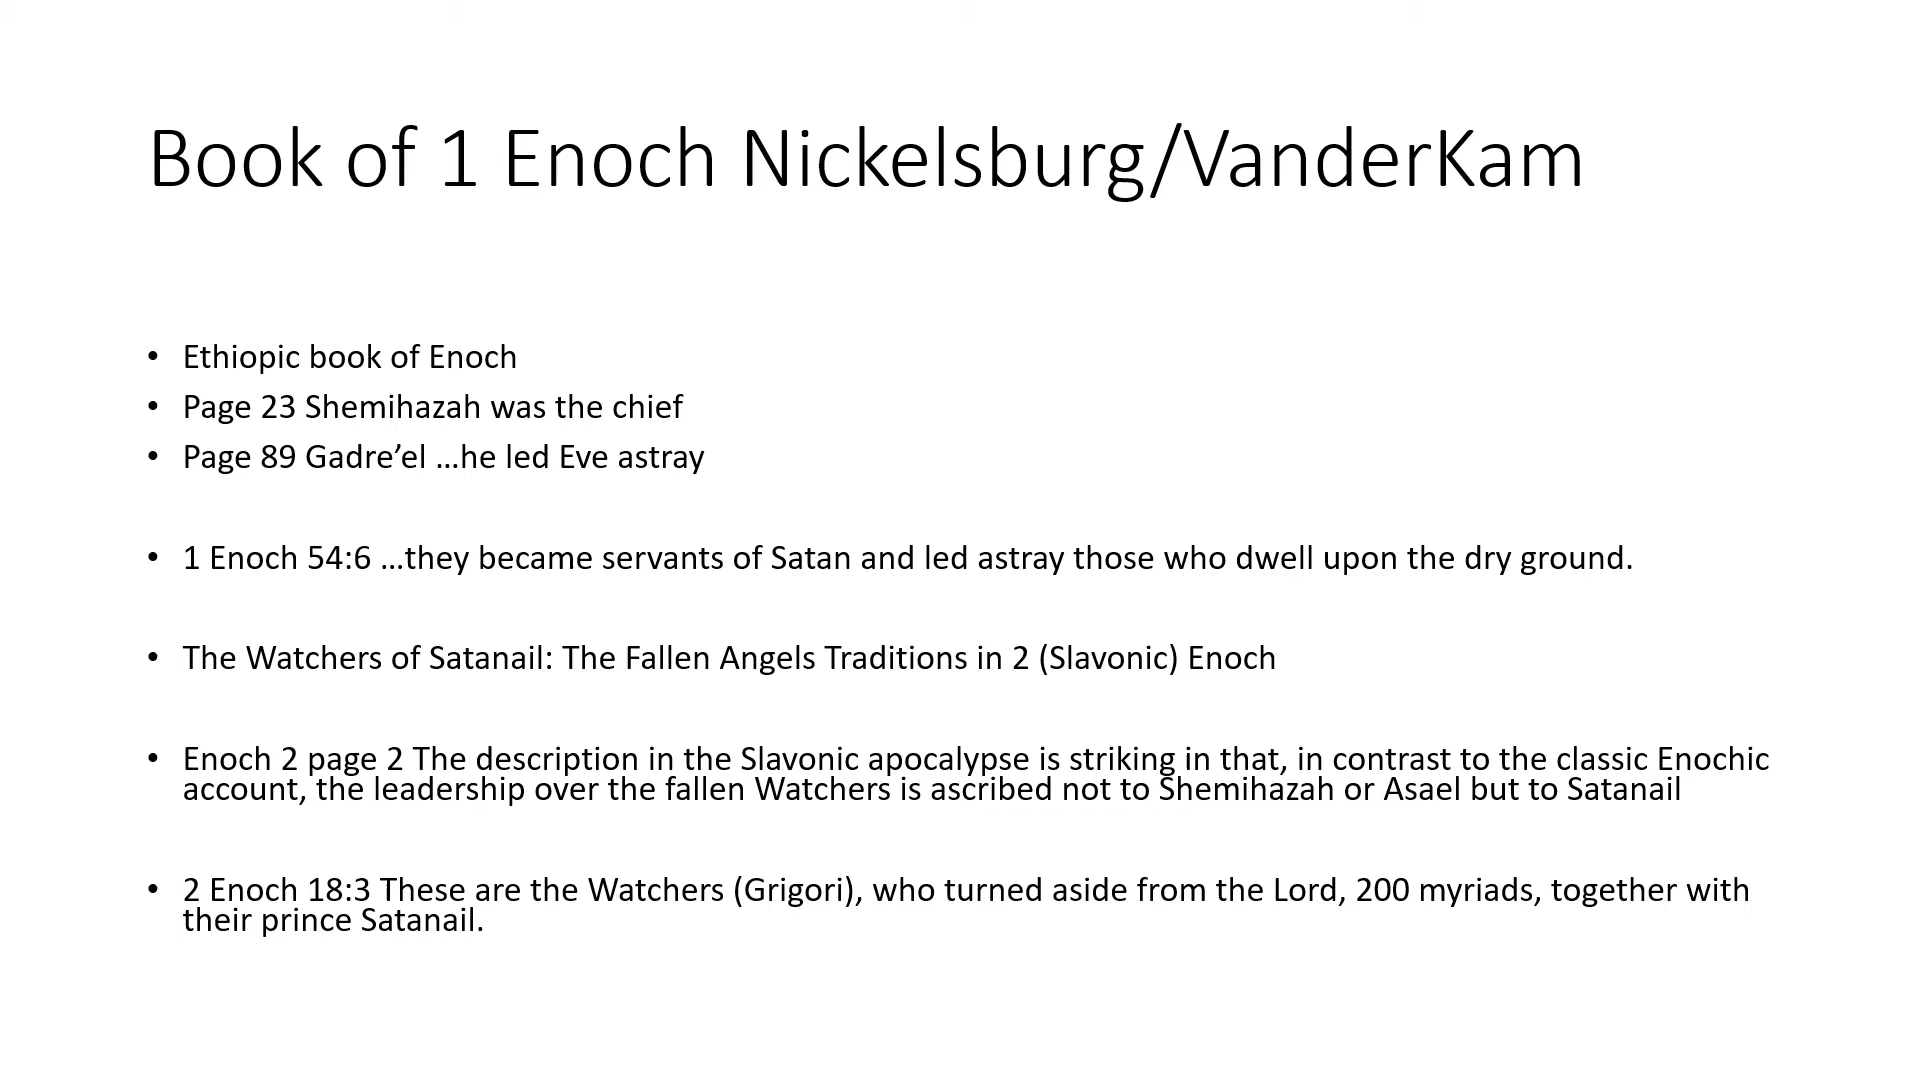 Book of 1 Enoch Nickelsburg/VanderKam
• Ethiopic book of Enoch
• Page 23 Shemihazah was the chief
• Page 89 Gadre’el …he led Eve astray
• 1 Enoch 54:6 …they became servants of Satan and led astray those who dwell upon the dry ground.
• The Watchers of Satanail: The Fallen Angels Traditions in 2 (Slavonic) Enoch
• Enoch 2 page 2 The description in the Slavonic apocalypse is striking in that, in contrast to the classic Enochic
account, the leadership over the fallen Watchers is ascribed not to Shemihazah or Asael but to Satanail
• 2 Enoch 18:3 These are the Watchers (Grigori), who turned aside from the Lord, 200 myriads, together with
their prince Satanail.